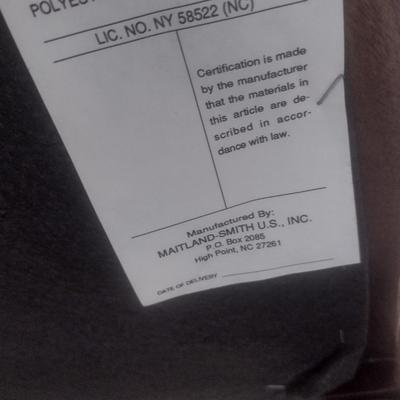 LIC. NO. NY 58522 (NC)
Certification is made
by the manufacturer
that the materials in
this article are de-
scribed in accor-
dance with law.
Manufactured By:
MAITLAND-SMITH U.S., INC.
P.O. Box 2085
High Point, NC 27261
DATE OF DELIVERY